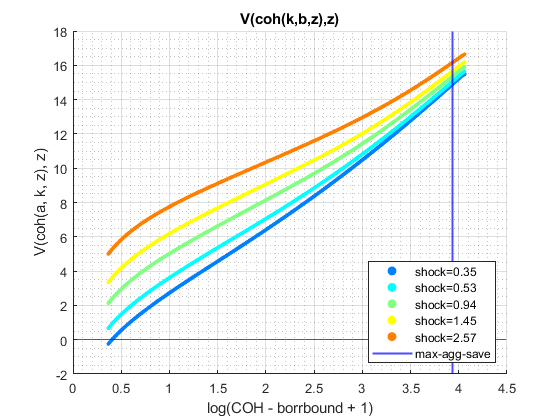 V(coh(k,b,z),z)
18
16
14
12
10
8
6
4
2
0
-2
V(coh(a, k, z), z)
shock=0.35
shock=0.53
shock=0.94
shock=1.45
shock=2.57
max-agg-save
0 0.5 1 1.5 2 2.5 3 3.5 4 4.5
log(COH - borrbound + 1)